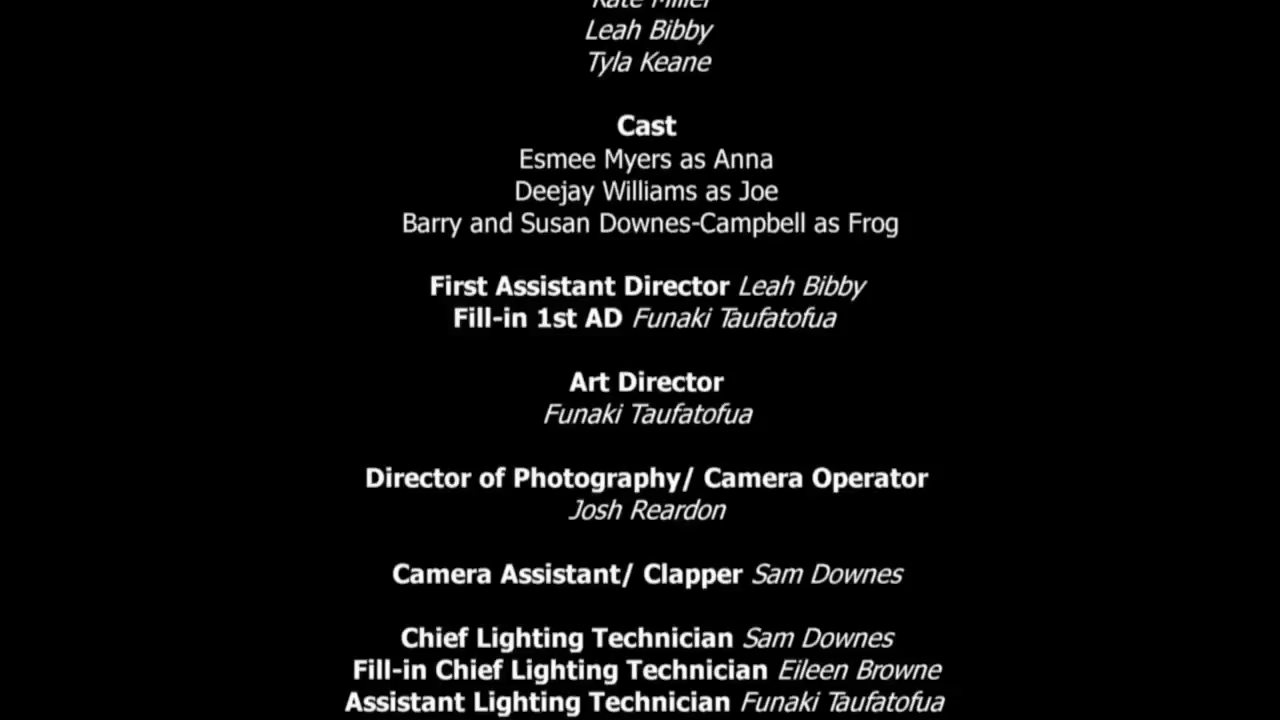 Kate Miller
Leah Bibby
Tyla Keane
Cast
Esmee Myers as Anna
Deejay Williams as Joe
Barry and Susan Downes-Campbell as Frog
First Assistant Director Leah Bibby
Fill-in 1st AD Funaki Taufatofua
Art Director
Funaki Taufatofua
Director of Photography/ Camera Operator
Josh Reardon
Camera Assistant/ Clapper Sam Downes
Chief Lighting Technician Sam Downes
Fill-in Chief Lighting Technician Eileen Browne
Assistant Lighting Technician Funaki Taufatofua